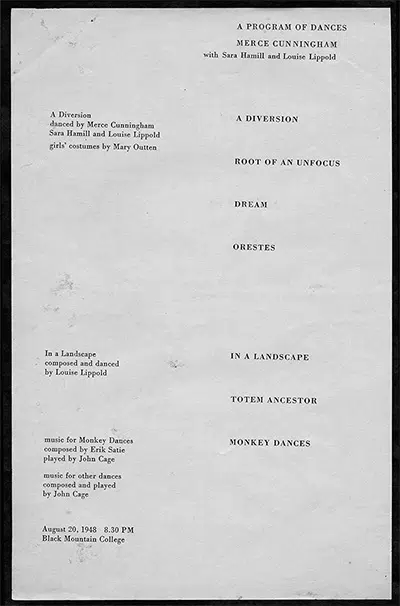 A PROGRAM OF DANCES
MERCE CUNNINGHAM
with Sara Hamill and Louise Lippold
A Diversion
danced by Merce Cunningham
Sara Hamill and Louise Lippold
girls' costumes by Mary Outten
A DIVERSION
ROOT OF AN UNFOCUS
DREAM
ORESTES
In a Landscape
composed and danced
by Louise Lippold
IN A LANDSCAPE
TOTEM ANCESTOR
music for Monkey Dances
composed by Erik Satie
played by John Cage
MONKEY DANCES
music for other dances
composed and played
by John Cage
August 20, 1948 8.30 PM
Black Mountain College